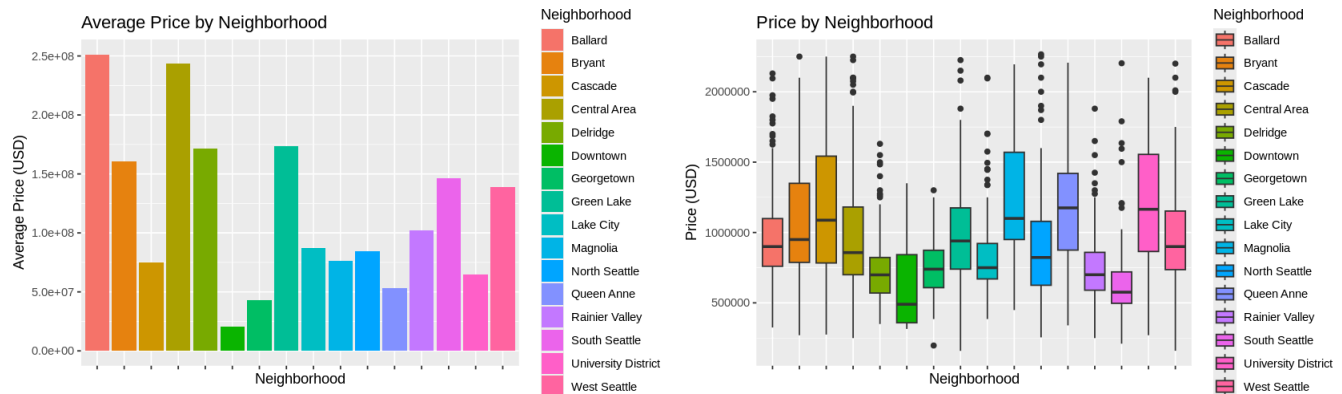 Average Price by Neighborhood
Average Price (USD)
2.5e+08
2.0e+08
1.5e+08
1.0e+08
5.0e+07
0.0e+00
Neighborhood
Neighborhood
Ballard
Bryant
Cascade
Central Area
Delridge
Downtown
Georgetown
Green Lake
Lake City
Magnolia
North Seattle
Queen Anne
Rainier Valley
South Seattle
University District
West Seattle
Price by Neighborhood
Price (USD)
2000000
1500000
1000000
500000
Neighborhood
Neighborhood
Ballard
Bryant
Cascade
Central Area
Delridge
Downtown
Georgetown
Green Lake
Lake City
Magnolia
North Seattle
Queen Anne
Rainier Valley
South Seattle
University District
West Seattle